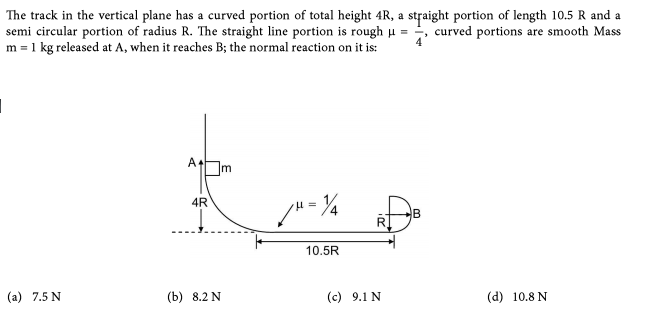 The track in the vertical plane has a curved portion of total height 4R, a straight portion of length 10.5 R and a
semi circular portion of radius R. The straight line portion is rough μ = 1/4, curved portions are smooth Mass
m = 1 kg released at A, when it reaches B; the normal reaction on it is:
A
m
4R
μ = 1/4
R
B
10.5R
(a) 7.5 N (b) 8.2 N (c) 9.1 N (d) 10.8 N